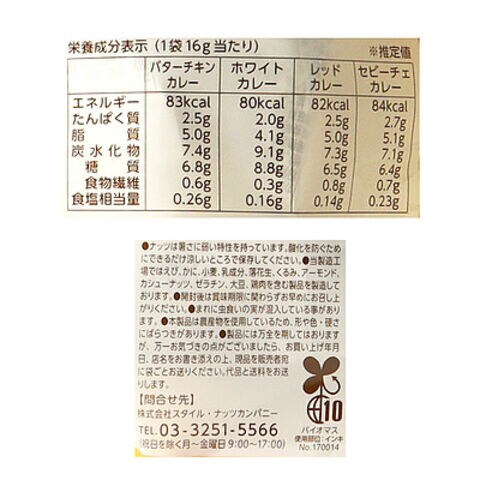 栄養成分表示（1袋16g当たり） ※推定値
バターチキンカレー ホワイトカレー レッドカレー セビーチェカレー
エネルギー 83kcal 80kcal 82kcal 84kcal
たんぱく質 2.5g 2.0g 2.5g 2.7g
脂質 5.0g 4.1g 5.0g 5.1g
炭水化物 7.4g 9.1g 7.3g 7.1g
糖質 6.8g 8.8g 6.5g 6.4g
食物繊維 0.6g 0.3g 0.8g 0.7g
食塩相当量 0.26g 0.16g 0.14g 0.23g
●ナッツは暑さに弱い特性を持っています。酸化を防ぐため
にできるだけ涼しいところで保存してください。●当製造工
場ではえび、かに、小麦、乳成分、落花生、くるみ、アーモンド、
カシューナッツ、ゼラチン、大豆、鶏肉を含む製品を製造して
おります。●開封後は賞味期限に関わらずお早めにお召し上
がりください。●まれに虫食いの実が混入している事があり
ます。●本製品は農産物を使用しているため、形や色・硬さ
にばらつきがあります。●製品には万全を期しておりますが
、万一お気づきの点がございましたら、お買い上げ年月
日、店名をお書き添えの上、現品を販売者宛
に袋ごとお送りください。代品と送料をお送
りします。
【問合せ先】
株式会社スタイル・ナッツカンパニー
TEL. 03-3251-5566
(祝日を除く月～金曜日 9:00～17:00)
10
バイオマス
使用部位：インキ
No.170014